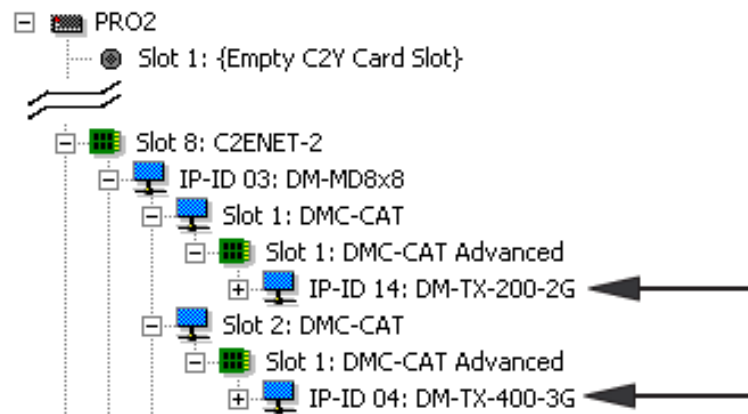 PRO2
Slot 1: {Empty C2Y Card Slot}
Slot 8: C2ENET-2
IP-ID 03: DM-MD8x8
Slot 1: DMC-CAT
Slot 1: DMC-CAT Advanced
IP-ID 14: DM-TX-200-2G
Slot 2: DMC-CAT
Slot 1: DMC-CAT Advanced
IP-ID 04: DM-TX-400-3G